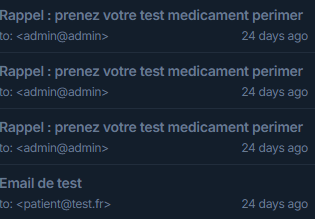 Rappel : prenez votre test medicament perimer
to: <admin@admin> 24 days ago
Rappel : prenez votre test medicament perimer
to: <admin@admin> 24 days ago
Rappel : prenez votre test medicament perimer
to: <admin@admin> 24 days ago
Email de test
to: <patient@test.fr> 24 days ago